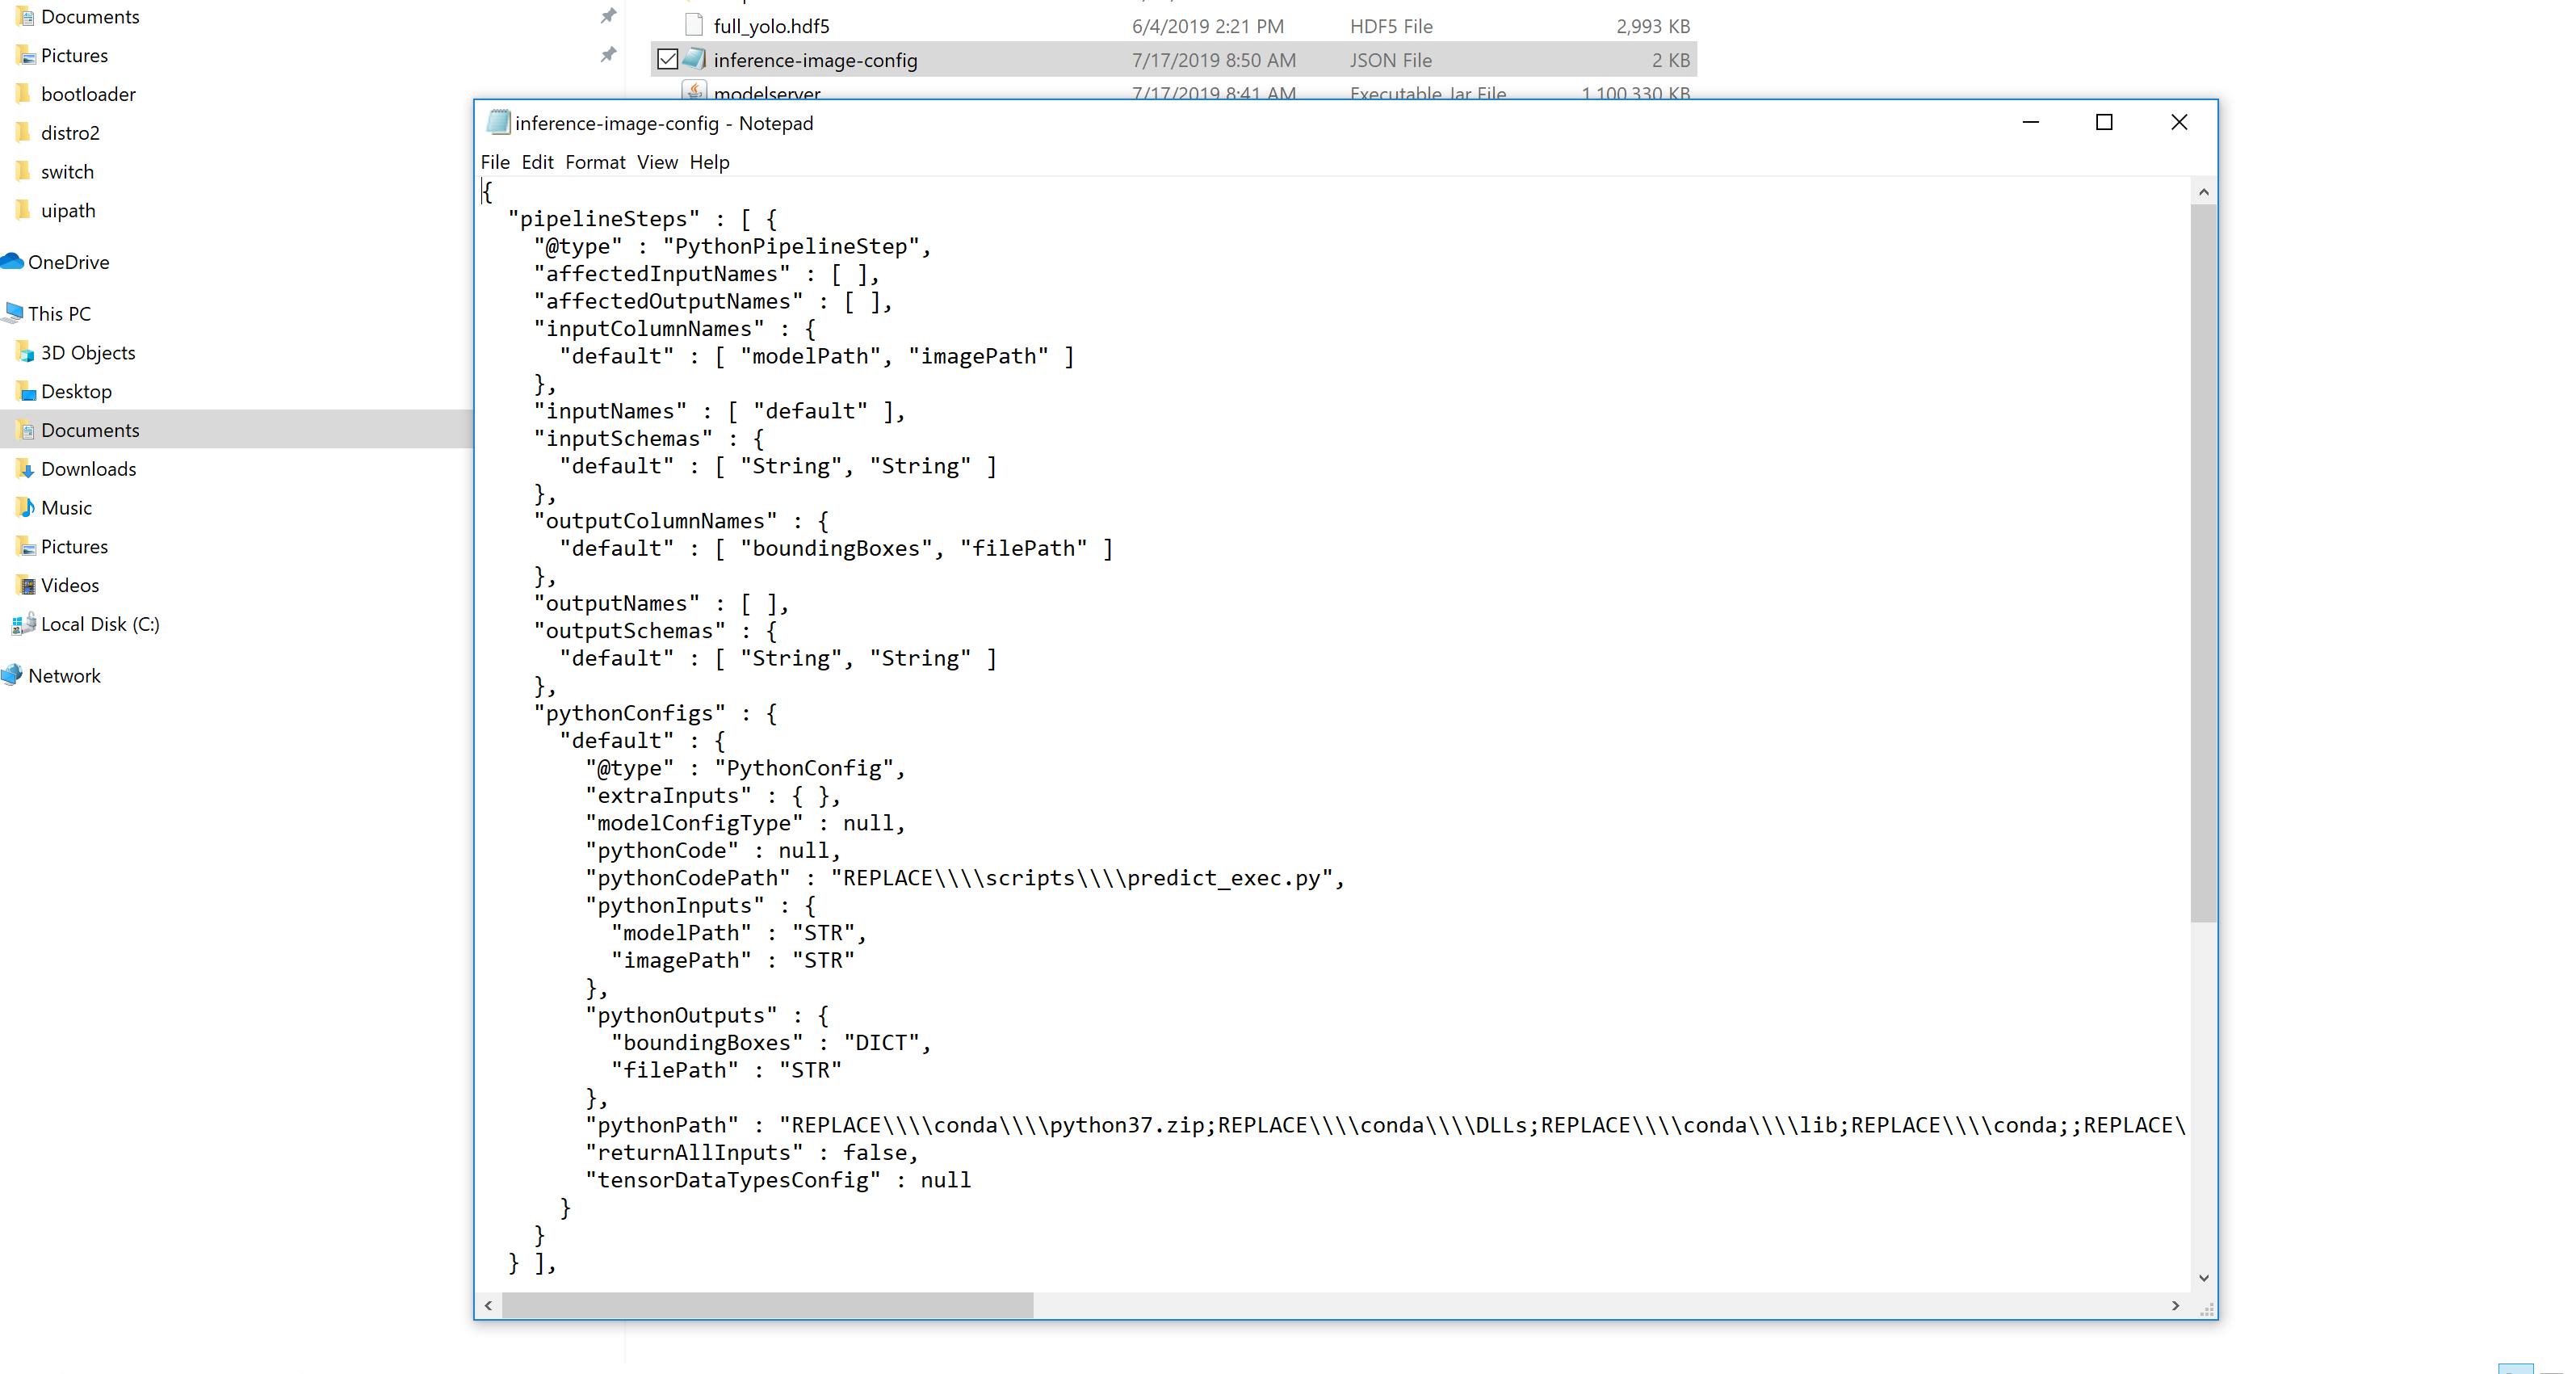 Documents
Pictures
bootloader
distro2
switch
uipath
OneDrive
This PC
3D Objects
Desktop
Documents
Downloads
Music
Pictures
Videos
Local Disk (C:)
Network
full_yolo.hdf5 6/4/2019 2:21 PM HDF5 File 2,993 KB
inference-image-config 7/17/2019 8:50 AM JSON File 2 KB
modelserver 7/17/2019 8:41 AM Executable Jar File 1,100,330 KB
inference-image-config - Notepad
File Edit Format View Help
{
  "pipelineSteps" : [ {
    "@type" : "PythonPipelineStep",
    "affectedInputNames" : [ ],
    "affectedOutputNames" : [ ],
    "inputColumnNames" : {
      "default" : [ "modelPath", "imagePath" ]
    },
    "inputNames" : [ "default" ],
    "inputSchemas" : {
      "default" : [ "String", "String" ]
    },
    "outputColumnNames" : {
      "default" : [ "boundingBoxes", "filePath" ]
    },
    "outputNames" : [ ],
    "outputSchemas" : {
      "default" : [ "String", "String" ]
    },
    "pythonConfigs" : {
      "default" : {
        "@type" : "PythonConfig",
        "extraInputs" : { },
        "modelConfigType" : null,
        "pythonCode" : null,
        "pythonCodePath" : "REPLACE\\\\scripts\\\\predict_exec.py",
        "pythonInputs" : {
          "modelPath" : "STR",
          "imagePath" : "STR"
        },
        "pythonOutputs" : {
          "boundingBoxes" : "DICT",
          "filePath" : "STR"
        },
        "pythonPath" : "REPLACE\\\\conda\\\\python37.zip;REPLACE\\\\conda\\\\DLLs;REPLACE\\\\conda\\\\lib;REPLACE\\\\conda;;REPLACE\
        "returnAllInputs" : false,
        "tensorDataTypesConfig" : null
      }
    }
  } ],